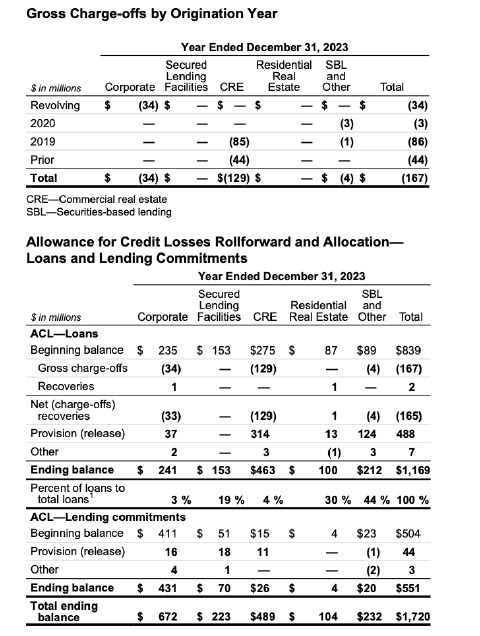 Gross Charge-offs by Origination Year
Year Ended December 31, 2023
$ in millions Corporate Secured Lending Facilities CRE Residential Real Estate SBL and Other Total
Revolving $ (34) $ — $ — $ — $ — $ (34)
2020 — — — — (3) (3)
2019 — — (85) — (1) (86)
Prior — — (44) — — (44)
Total $ (34) $ — $(129) $ — $ (4) $ (167)
CRE—Commercial real estate
SBL—Securities-based lending
Allowance for Credit Losses Rollforward and Allocation—
Loans and Lending Commitments
Year Ended December 31, 2023
$ in millions Corporate Secured Lending Facilities CRE Residential Real Estate SBL and Other Total
ACL—Loans
Beginning balance $ 235 $ 153 $275 $ 87 $89 $839
Gross charge-offs (34) — (129) — (4) (167)
Recoveries 1 — — 1 — 2
Net (charge-offs) recoveries (33) — (129) 1 (4) (165)
Provision (release) 37 — 314 13 124 488
Other 2 — 3 (1) 3 7
Ending balance $ 241 $ 153 $463 $ 100 $212 $1,169
Percent of loans to total loans¹ 3 % 19 % 4 % 30 % 44 % 100 %
ACL—Lending commitments
Beginning balance $ 411 $ 51 $15 $ 4 $23 $504
Provision (release) 16 18 11 — (1) 44
Other 4 1 — — (2) 3
Ending balance $ 431 $ 70 $26 $ 4 $20 $551
Total ending balance $ 672 $ 223 $489 $ 104 $232 $1,720